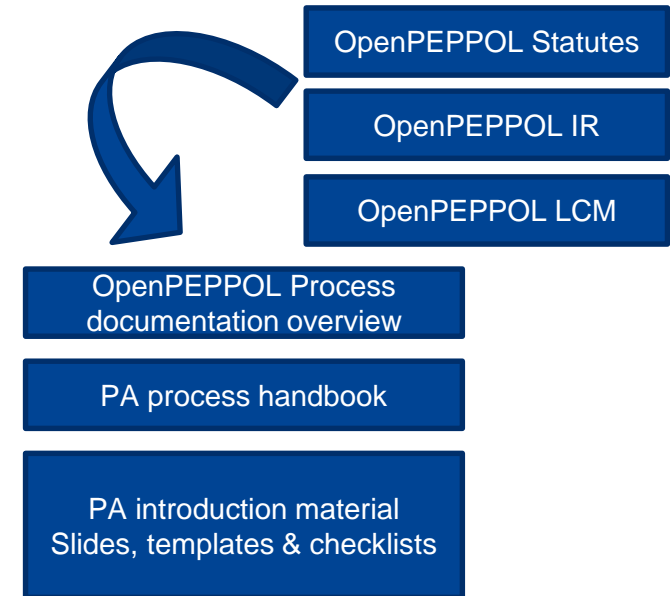 OpenPEPPOL Statutes
OpenPEPPOL IR
OpenPEPPOL LCM
OpenPEPPOL Process
documentation overview
PA process handbook
PA introduction material
Slides, templates & checklists